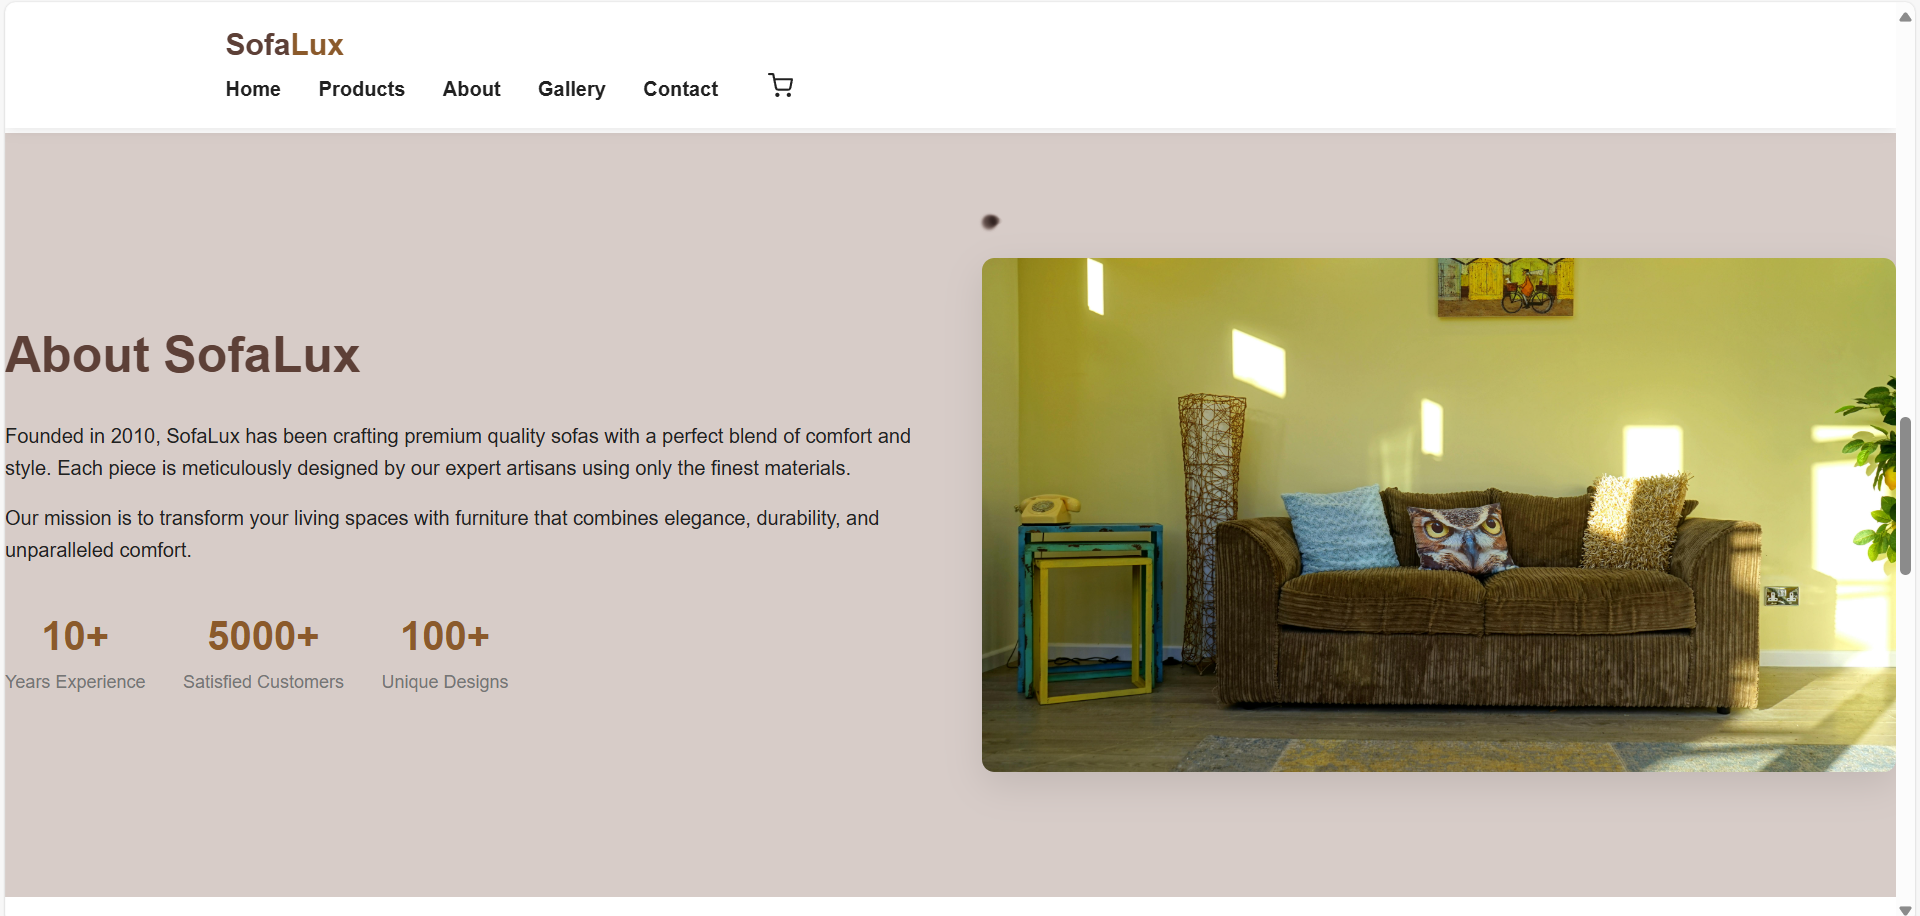 SofaLux
Home Products About Gallery Contact
About SofaLux
Founded in 2010, SofaLux has been crafting premium quality sofas with a perfect blend of comfort and
style. Each piece is meticulously designed by our expert artisans using only the finest materials.
Our mission is to transform your living spaces with furniture that combines elegance, durability, and
unparalleled comfort.
10+ 5000+ 100+
Years Experience Satisfied Customers Unique Designs